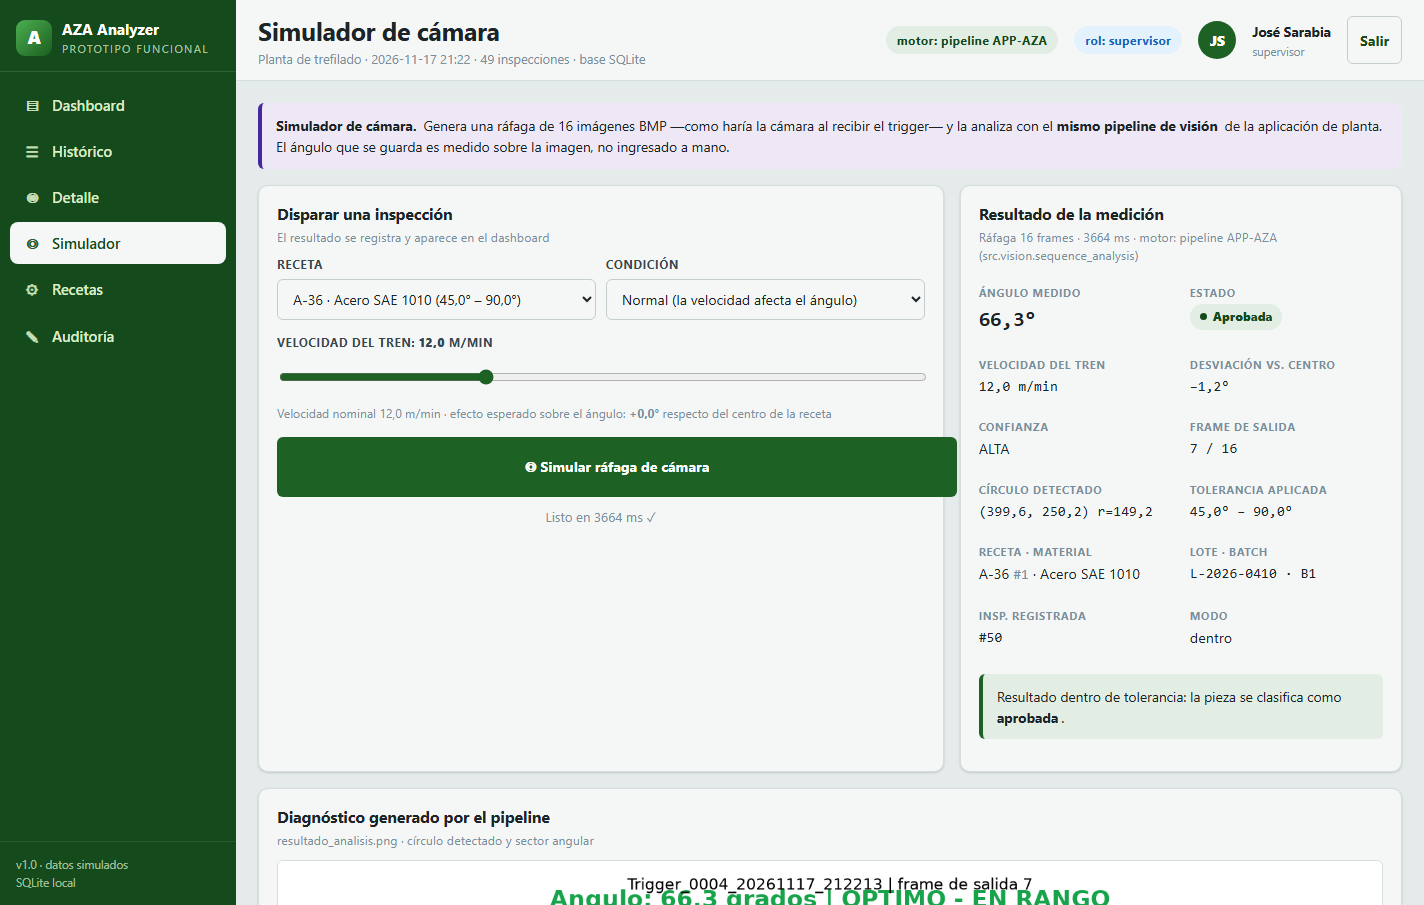 A
AZA Analyzer
PROTOTIPO FUNCIONAL
Dashboard
Histórico
Detalle
Simulador
Recetas
Auditoría
v1.0 · datos simulados
SQLite local
Simulador de cámara
Planta de trefilado · 2026-11-17 21:22 · 49 inspecciones · base SQLite
motor: pipeline APP-AZA
rol: supervisor
JS
José Sarabia
supervisor
Salir
Simulador de cámara. Genera una ráfaga de 16 imágenes BMP —como haría la cámara al recibir el trigger— y la analiza con el mismo pipeline de visión de la aplicación de planta.
El ángulo que se guarda es medido sobre la imagen, no ingresado a mano.
Disparar una inspección
El resultado se registra y aparece en el dashboard
RECETA
CONDICIÓN
A-36 · Acero SAE 1010 (45,0° – 90,0°)
Normal (la velocidad afecta el ángulo)
VELOCIDAD DEL TREN: 12,0 M/MIN
Velocidad nominal 12,0 m/min · efecto esperado sobre el ángulo: +0,0° respecto del centro de la receta
Simular ráfaga de cámara
Listo en 3664 ms ✓
Resultado de la medición
Ráfaga 16 frames · 3664 ms · motor: pipeline APP-AZA
(src.vision.sequence_analysis)
ÁNGULO MEDIDO
ESTADO
66,3°
Aprobada
VELOCIDAD DEL TREN
DESVIACIÓN VS. CENTRO
12,0 m/min
−1,2°
CONFIANZA
FRAME DE SALIDA
ALTA
7 / 16
CÍRCULO DETECTADO
TOLERANCIA APLICADA
(399,6, 250,2) r=149,2
45,0° – 90,0°
RECETA · MATERIAL
LOTE · BATCH
A-36 #1 · Acero SAE 1010
L-2026-0410 · B1
INSP. REGISTRADA
MODO
#50
dentro
Resultado dentro de tolerancia: la pieza se clasifica como
aprobada .
Diagnóstico generado por el pipeline
resultado_analisis.png · círculo detectado y sector angular
Trigger_0004_20261117_212213 | frame de salida 7
Angulo: 66.3 grados | OPTIMO - EN RANGO